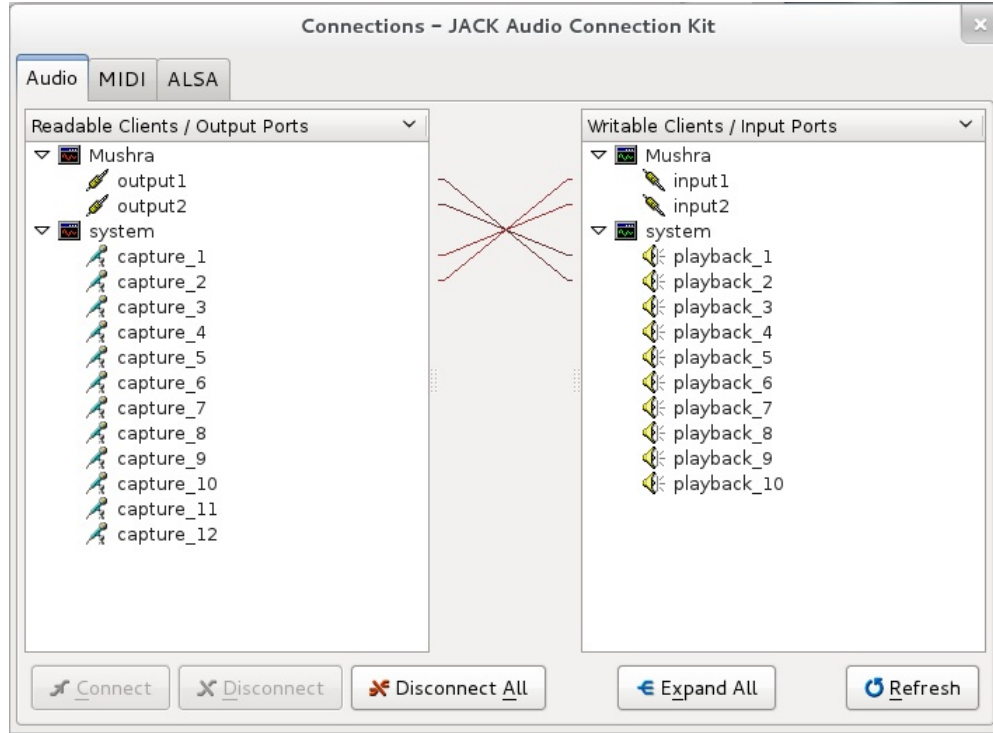 Connections – JACK Audio Connection Kit
Audio MIDI ALSA
Readable Clients / Output Ports
Mushra
output1
output2
system
capture_1
capture_2
capture_3
capture_4
capture_5
capture_6
capture_7
capture_8
capture_9
capture_10
capture_11
capture_12
Writable Clients / Input Ports
Mushra
input1
input2
system
playback_1
playback_2
playback_3
playback_4
playback_5
playback_6
playback_7
playback_8
playback_9
playback_10
Connect Disconnect Disconnect All Expand All Refresh